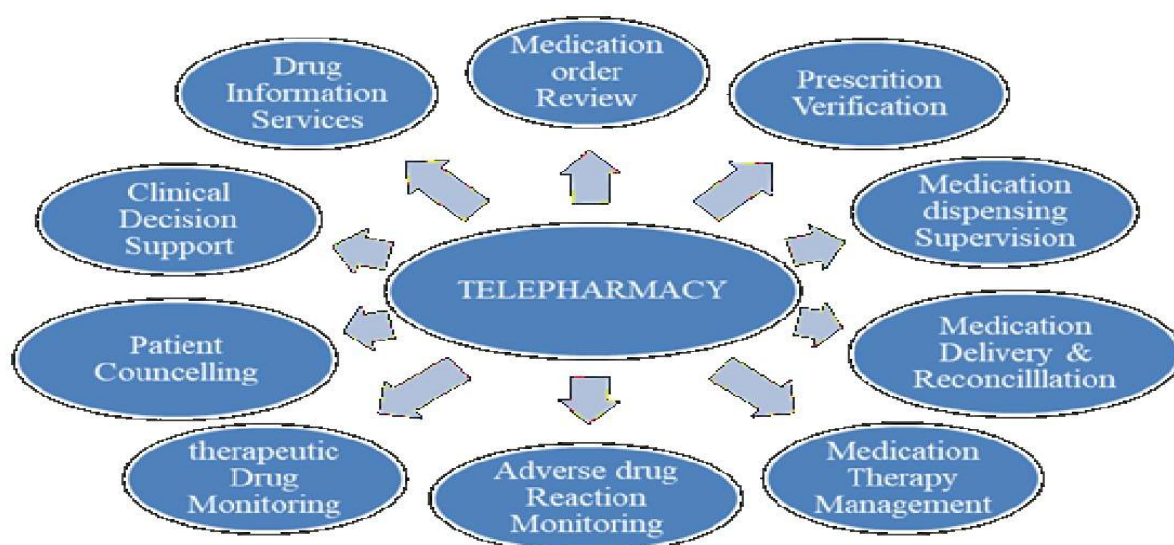 Drug
Information
Services
Medication
order
Review
Prescrition
Verification
Clinical
Decision
Support
Medication
dispensing
Supervision
TELEPHARMACY
Patient
Councelling
Medication
Delivery &
Reconcilllation
therapeutic
Drug
Monitoring
Adverse drug
Reaction
Monitoring
Medication
Therapy
Management